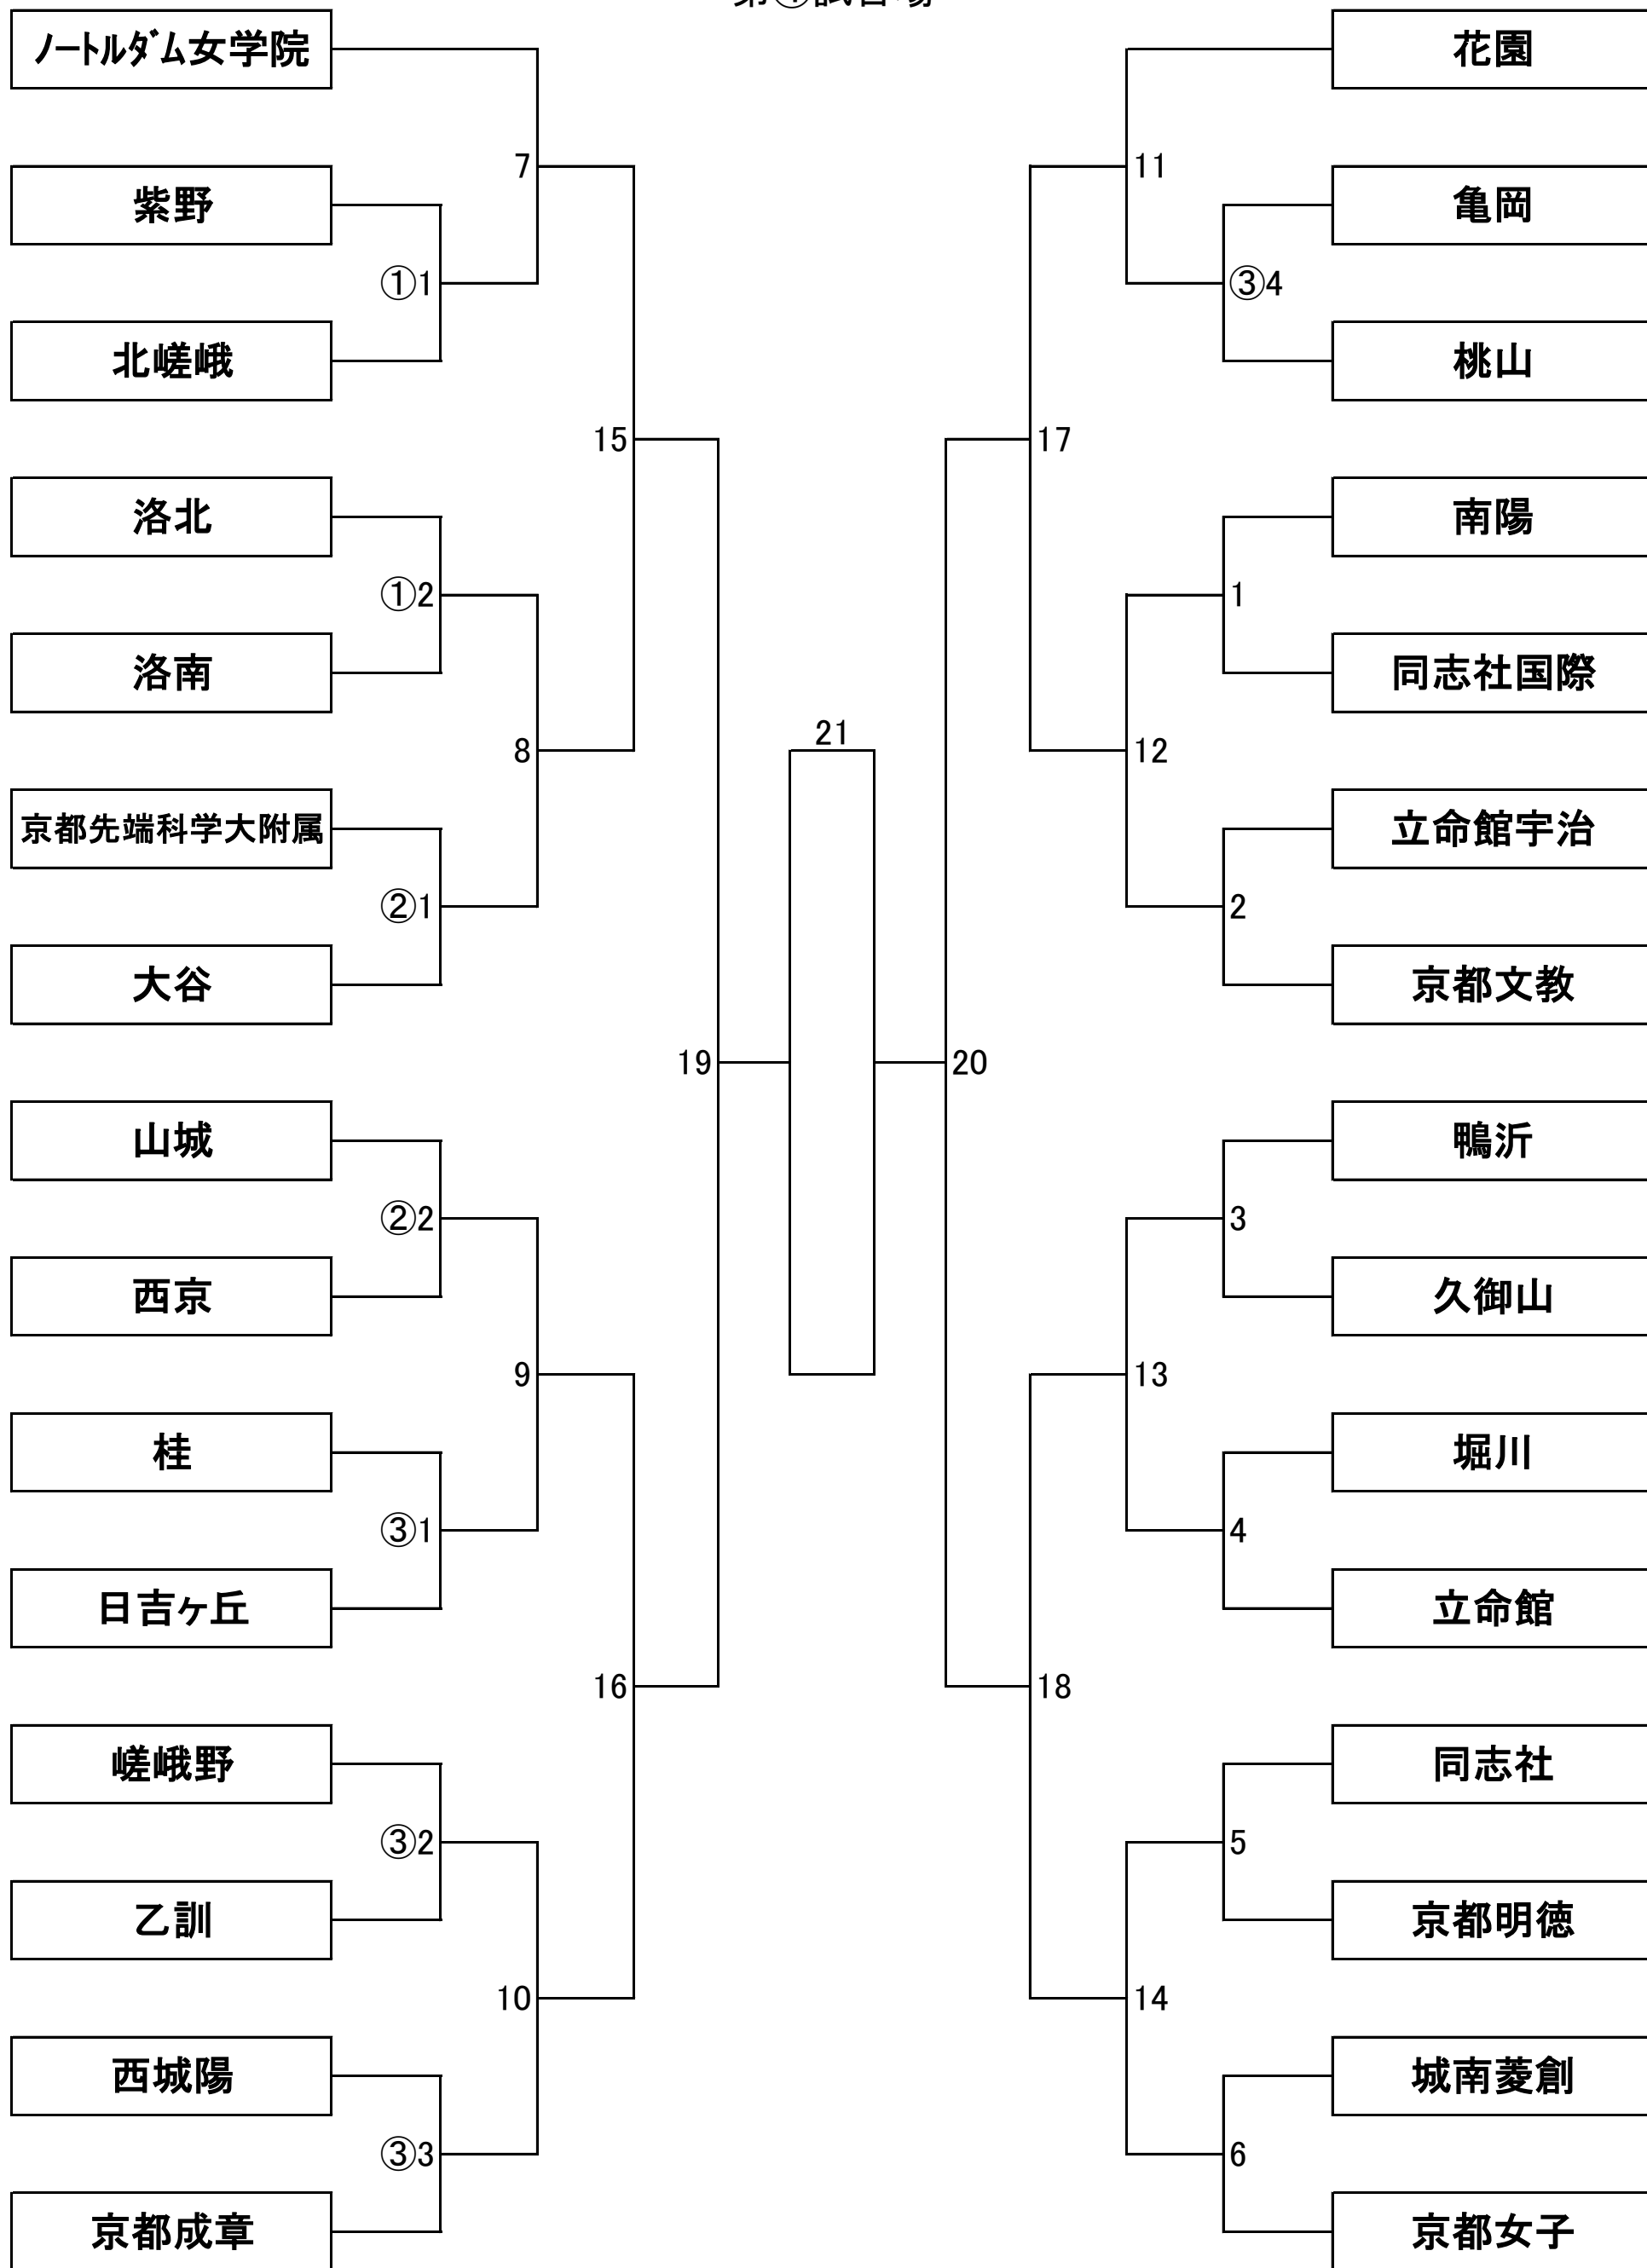 ノートルダム女学院
紫野
北嵯峨
洛北
洛南
京都先端科学大附属
大谷
山城
西京
桂
日吉ヶ丘
嵯峨野
乙訓
西城陽
京都成章
①1
①2
②1
②2
③1
③2
③3
7
8
9
10
15
16
19
21
20
17
18
11
12
13
14
③4
1
2
3
4
5
6
花園
亀岡
桃山
南陽
同志社国際
立命館宇治
京都文教
鴨沂
久御山
堀川
立命館
同志社
京都明徳
城南菱創
京都女子